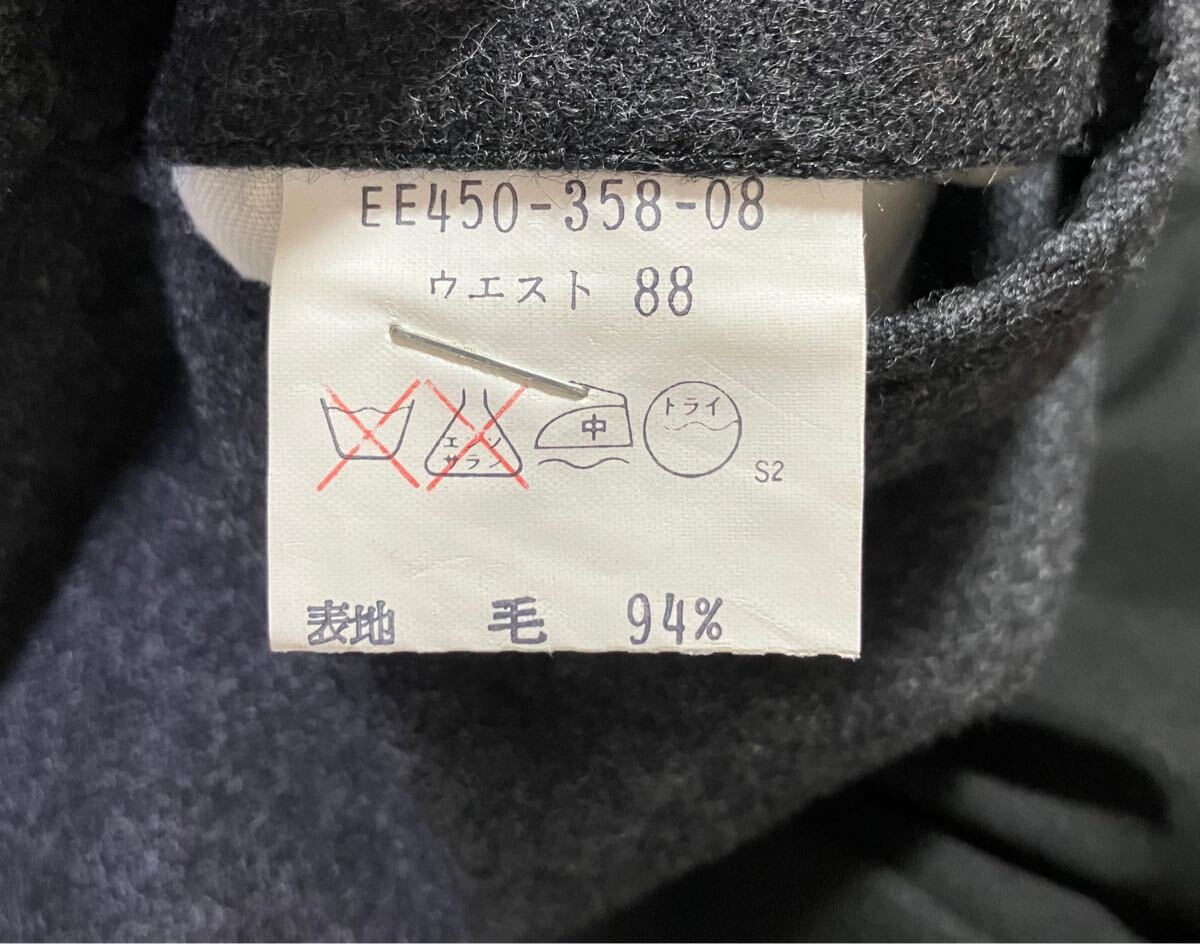 EE450-358-08
ウエスト 88
エンソ 中 ドライ
サラシ S2
表地 毛 94%